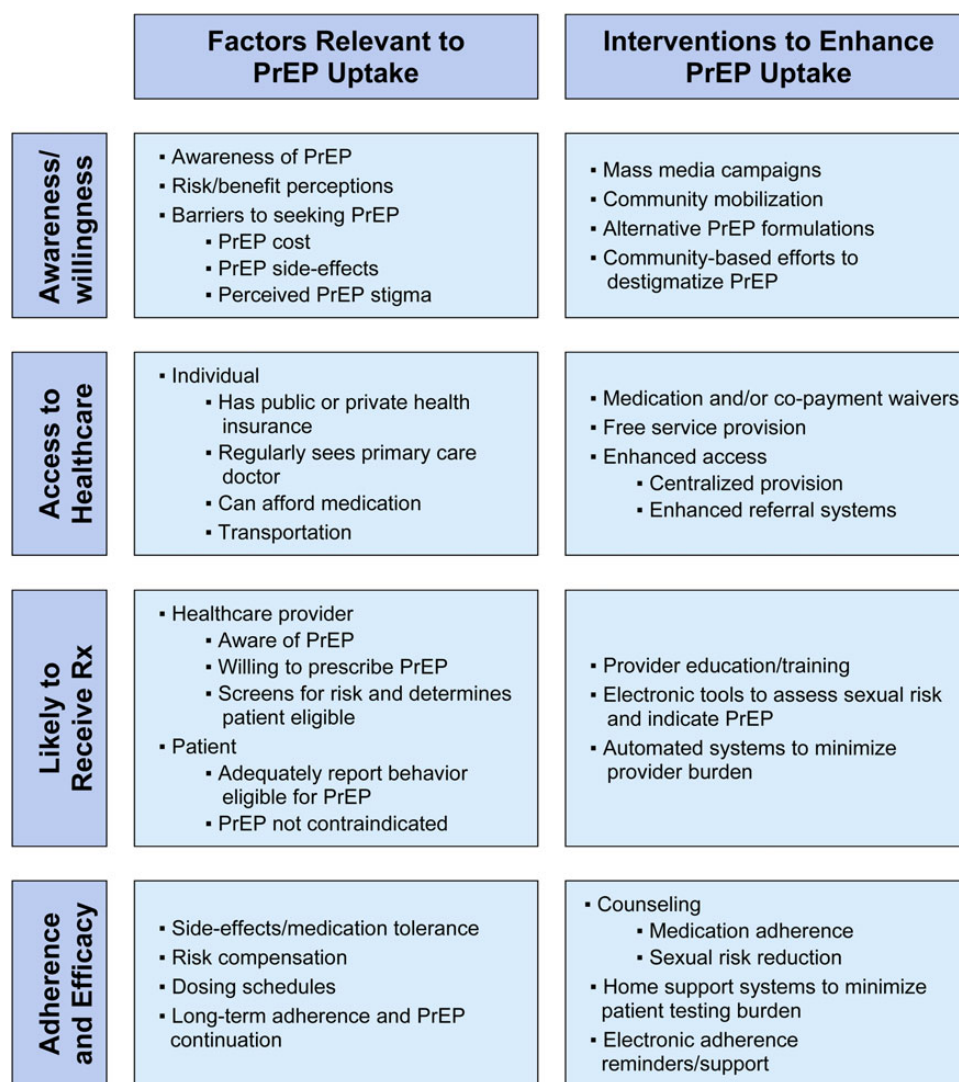 Factors Relevant to
PrEP Uptake
Interventions to Enhance
PrEP Uptake
Awareness/
willingness
▪ Awareness of PrEP
▪ Risk/benefit perceptions
▪ Barriers to seeking PrEP
▪ PrEP cost
▪ PrEP side-effects
▪ Perceived PrEP stigma
▪ Mass media campaigns
▪ Community mobilization
▪ Alternative PrEP formulations
▪ Community-based efforts to
destigmatize PrEP
Access to
Healthcare
▪ Individual
▪ Has public or private health
insurance
▪ Regularly sees primary care
doctor
▪ Can afford medication
▪ Transportation
▪ Medication and/or co-payment waivers
▪ Free service provision
▪ Enhanced access
▪ Centralized provision
▪ Enhanced referral systems
Likely to
Receive Rx
▪ Healthcare provider
▪ Aware of PrEP
▪ Willing to prescribe PrEP
▪ Screens for risk and determines
patient eligible
▪ Patient
▪ Adequately report behavior
eligible for PrEP
▪ PrEP not contraindicated
▪ Provider education/training
▪ Electronic tools to assess sexual risk
and indicate PrEP
▪ Automated systems to minimize
provider burden
Adherence
and Efficacy
▪ Side-effects/medication tolerance
▪ Risk compensation
▪ Dosing schedules
▪ Long-term adherence and PrEP
continuation
▪ Counseling
▪ Medication adherence
▪ Sexual risk reduction
▪ Home support systems to minimize
patient testing burden
▪ Electronic adherence
reminders/support